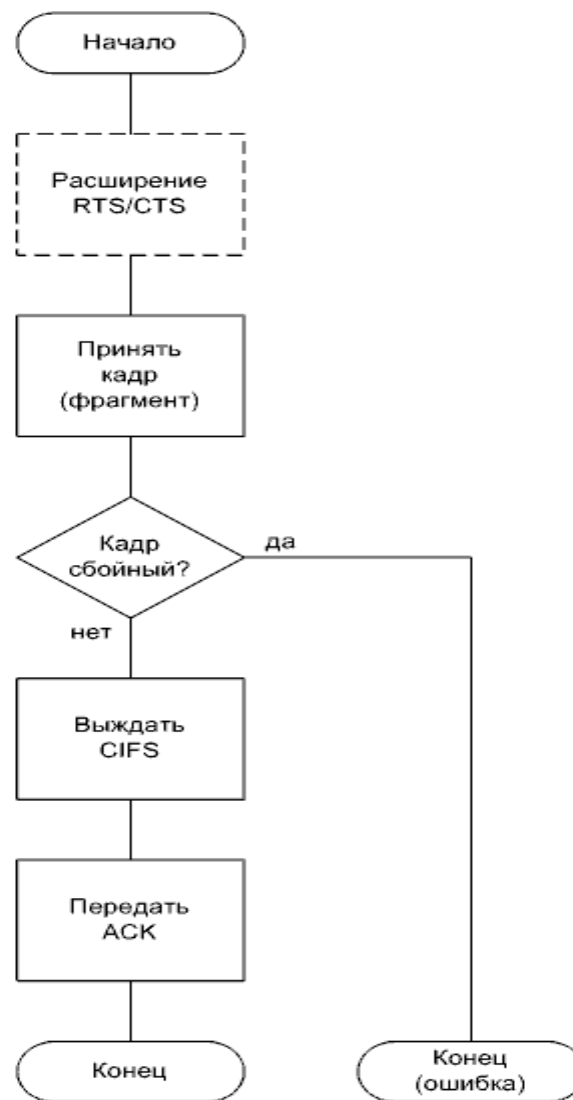 Начало
Расширение
RTS/CTS
Принять
кадр
(фрагмент)
Кадр
сбойный?
да
нет
Выждать
CIFS
Передать
ACK
Конец
Конец
(ошибка)